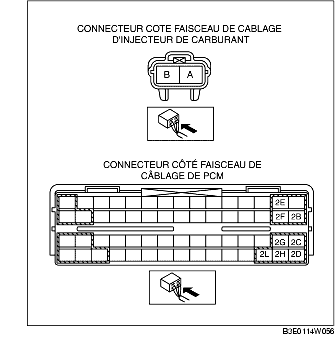 CONNECTEUR COTE FAISCEAU DE CABLAGE
D'INJECTEUR DE CARBURANT
B A
CONNECTEUR CÔTÉ FAISCEAU DE
CÂBLAGE DE PCM
2E
2F 2B
2G 2C
2L 2H 2D
B3E0114W056